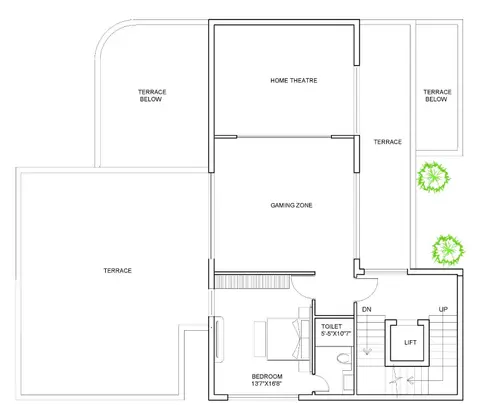 HOME THEATRE
TERRACE
BELOW
TERRACE
BELOW
TERRACE
GAMING ZONE
TERRACE
DN
UP
TOILET
5'-5"X10'7"
LIFT
BEDROOM
13'7"X16'8"